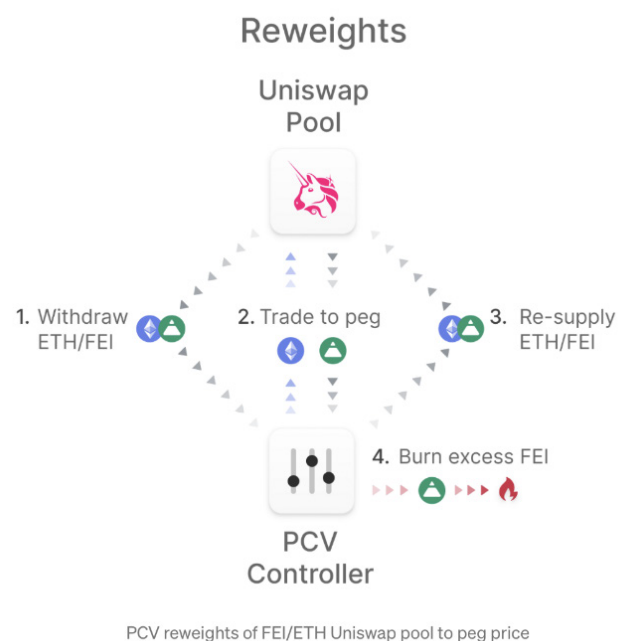 Reweights
Uniswap
Pool
1. Withdraw
ETH/FEI
2. Trade to peg
3. Re-supply
ETH/FEI
4. Burn excess FEI
PCV
Controller
PCV reweights of FEI/ETH Uniswap pool to peg price